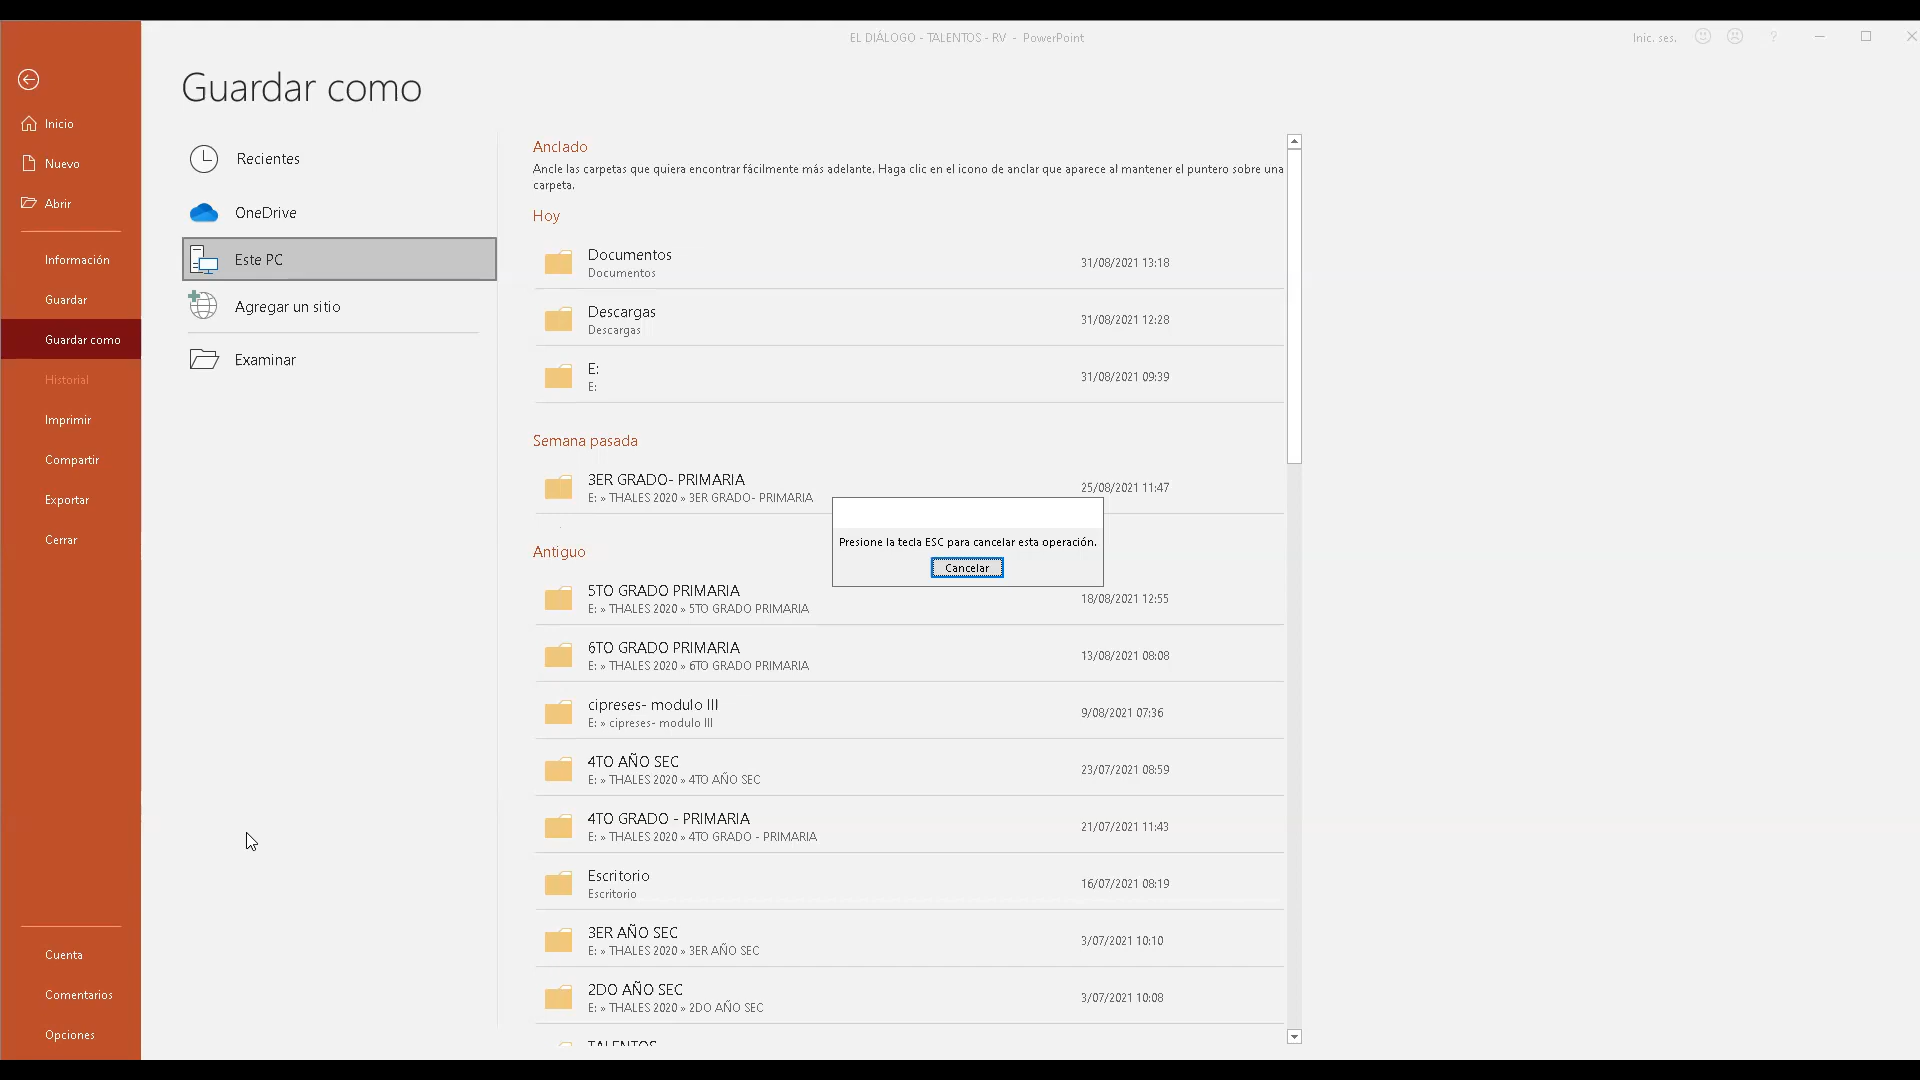 EL DIÁLOGO - TALENTOS - RV - PowerPoint
Inic. ses.
?
Guardar como
Inicio
Nuevo
Abrir
Información
Guardar
Guardar como
Historial
Imprimir
Compartir
Exportar
Cerrar
Cuenta
Comentarios
Opciones
Recientes
OneDrive
Este PC
Agregar un sitio
Examinar
Anclado
Ancle las carpetas que quiera encontrar fácilmente más adelante. Haga clic en el icono de anclar que aparece al mantener el puntero sobre una
carpeta.
Hoy
Documentos
Documentos
31/08/2021 13:18
Descargas
Descargas
31/08/2021 12:28
E:
E:
31/08/2021 09:39
Semana pasada
3ER GRADO- PRIMARIA
E: » THALES 2020 » 3ER GRADO- PRIMARIA
25/08/2021 11:47
Presione la tecla ESC para cancelar esta operación.
Cancelar
Antiguo
5TO GRADO PRIMARIA
E: » THALES 2020 » 5TO GRADO PRIMARIA
18/08/2021 12:55
6TO GRADO PRIMARIA
E: » THALES 2020 » 6TO GRADO PRIMARIA
13/08/2021 08:08
cipreses- modulo III
E: » cipreses- modulo III
9/08/2021 07:36
4TO AÑO SEC
E: » THALES 2020 » 4TO AÑO SEC
23/07/2021 08:59
4TO GRADO - PRIMARIA
E: » THALES 2020 » 4TO GRADO - PRIMARIA
21/07/2021 11:43
Escritorio
Escritorio
16/07/2021 08:19
3ER AÑO SEC
E: » THALES 2020 » 3ER AÑO SEC
3/07/2021 10:10
2DO AÑO SEC
E: » THALES 2020 » 2DO AÑO SEC
3/07/2021 10:08
TALENTOS